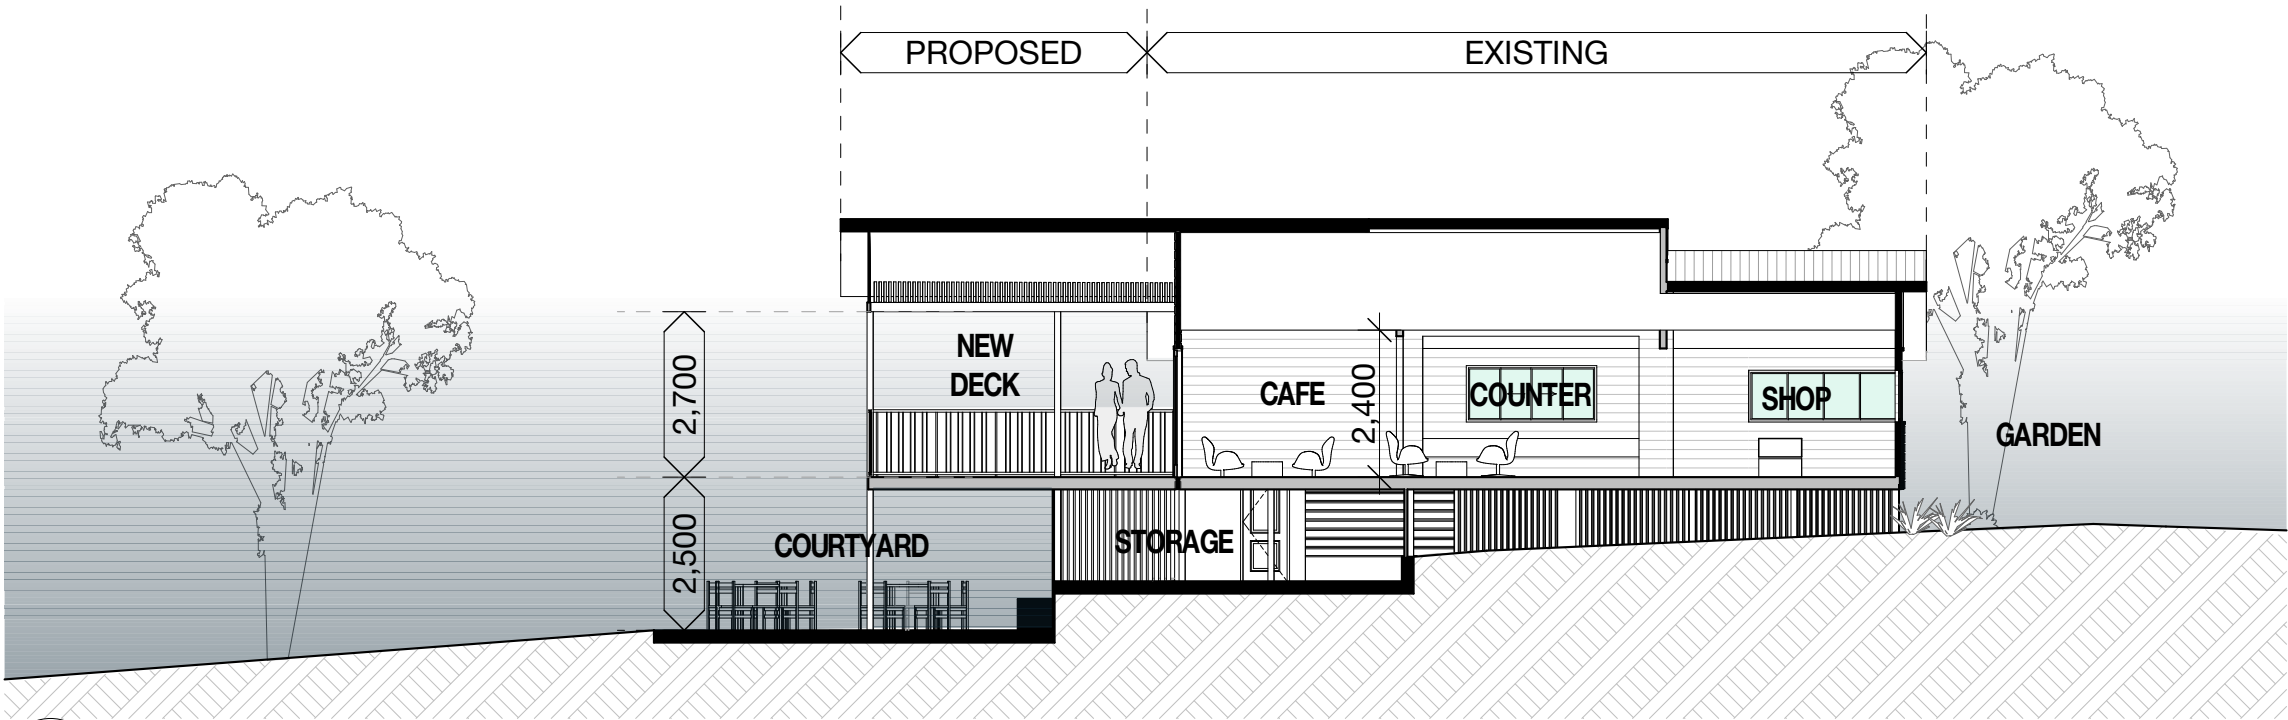 PROPOSED
EXISTING
NEW
DECK
2,700
CAFE
2,400
COUNTER
SHOP
GARDEN
2,500
COURTYARD
STORAGE